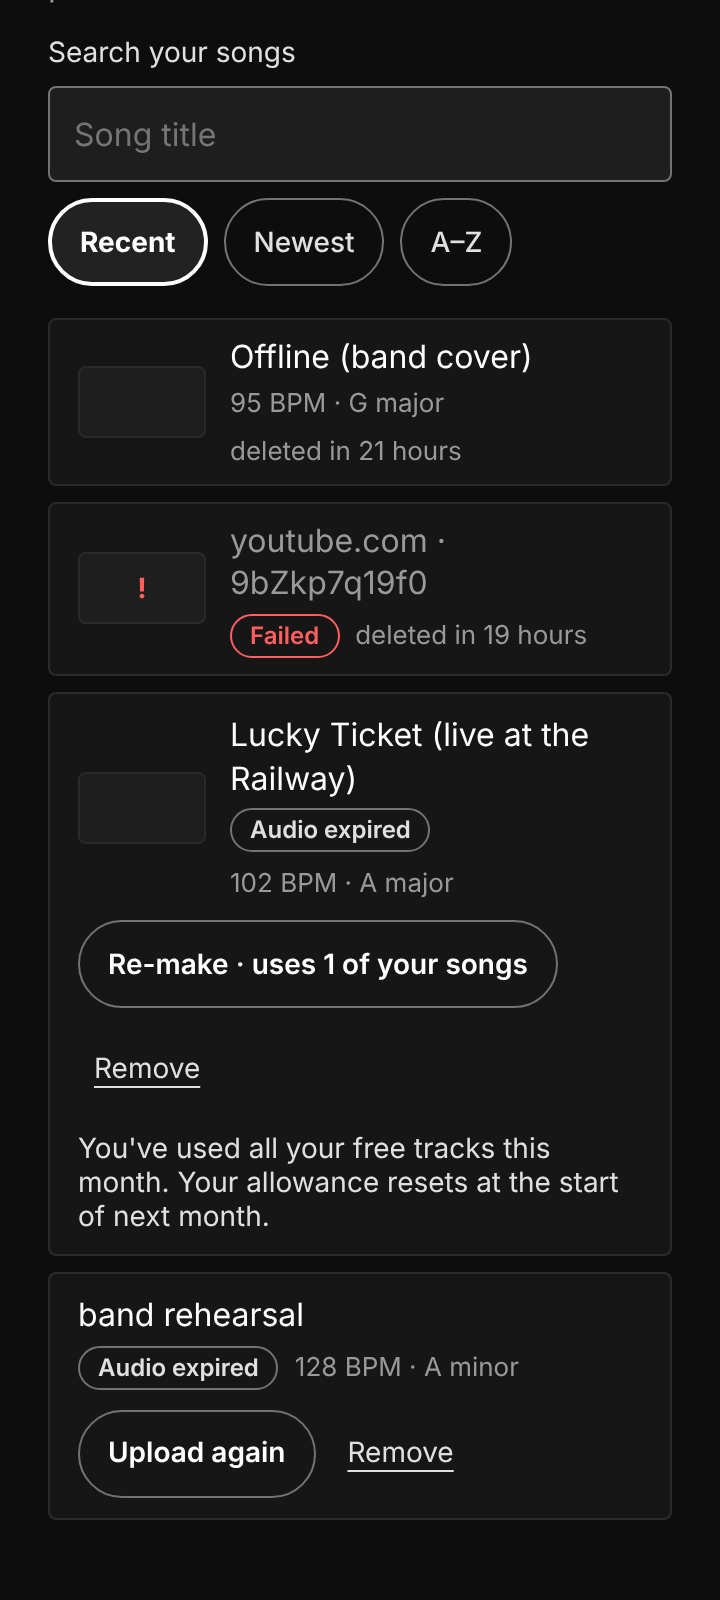 Search your songs
Song title
Recent
Newest
A–Z
Offline (band cover)
95 BPM · G major
deleted in 21 hours
!
youtube.com ·
9bZkp7q19f0
Failed deleted in 19 hours
Lucky Ticket (live at the
Railway)
Audio expired
102 BPM · A major
Re-make · uses 1 of your songs
Remove
You've used all your free tracks this
month. Your allowance resets at the start
of next month.
band rehearsal
Audio expired 128 BPM · A minor
Upload again Remove